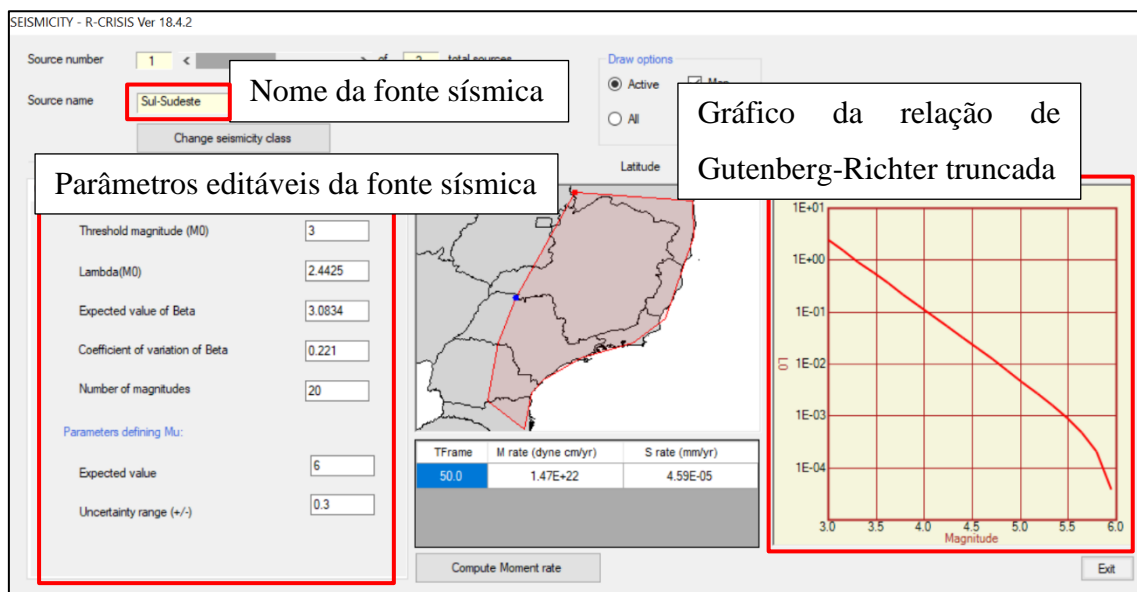 SEISMICITY - R-CRISIS Ver 18.4.2
Source number 1 < > of total sources
Source name Sul-Sudeste
Nome da fonte sísmica
Change seismicity class
Draw options
Active
All
Latitude
Gráfico da relação de
Gutenberg-Richter truncada
Parâmetros editáveis da fonte sísmica
Threshold magnitude (M0) 3
Lambda(M0) 2.4425
Expected value of Beta 3.0834
Coefficient of variation of Beta 0.221
Number of magnitudes 20
Parameters defining Mu:
Expected value 6
Uncertainty range (+/-) 0.3
TFrame M rate (dyne cm/yr) S rate (mm/yr)
50.0 1.47E+22 4.59E-05
Compute Moment rate
1E+01
1E+00
1E-01
1E-02
1E-03
1E-04
3.0 3.5 4.0 4.5 5.0 5.5 6.0
Magnitude
Exit